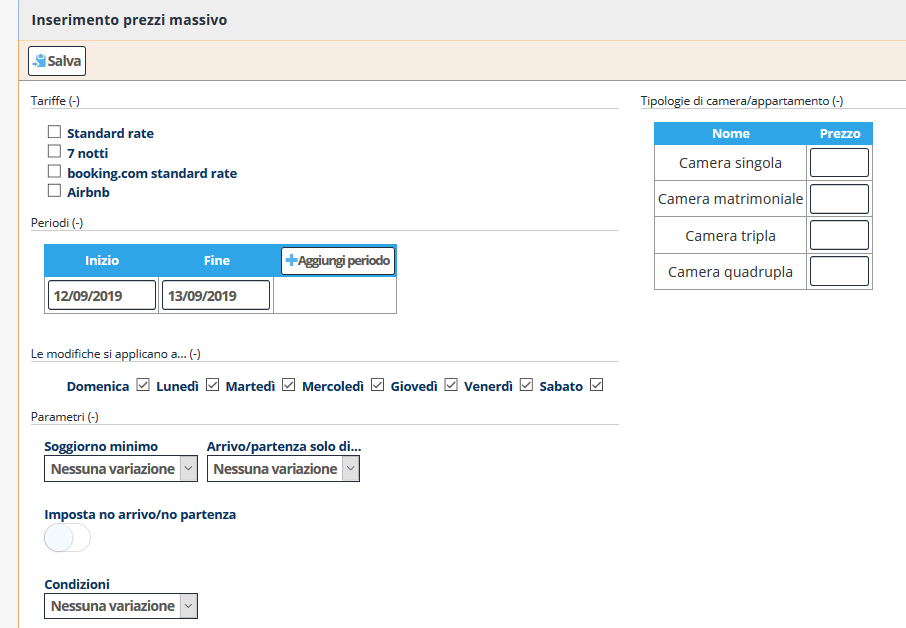 Inserimento prezzi massivo
Salva
Tariffe (-)
Standard rate
7 notti
booking.com standard rate
Airbnb
Periodi (-)
Inizio Fine Aggiungi periodo
12/09/2019 13/09/2019
Le modifiche si applicano a... (-)
Domenica Lunedì Martedì Mercoledì Giovedì Venerdì Sabato
Parametri (-)
Soggiorno minimo Arrivo/partenza solo di...
Nessuna variazione Nessuna variazione
Imposta no arrivo/no partenza
Condizioni
Nessuna variazione
Tipologie di camera/appartamento (-)
Nome Prezzo
Camera singola
Camera matrimoniale
Camera tripla
Camera quadrupla